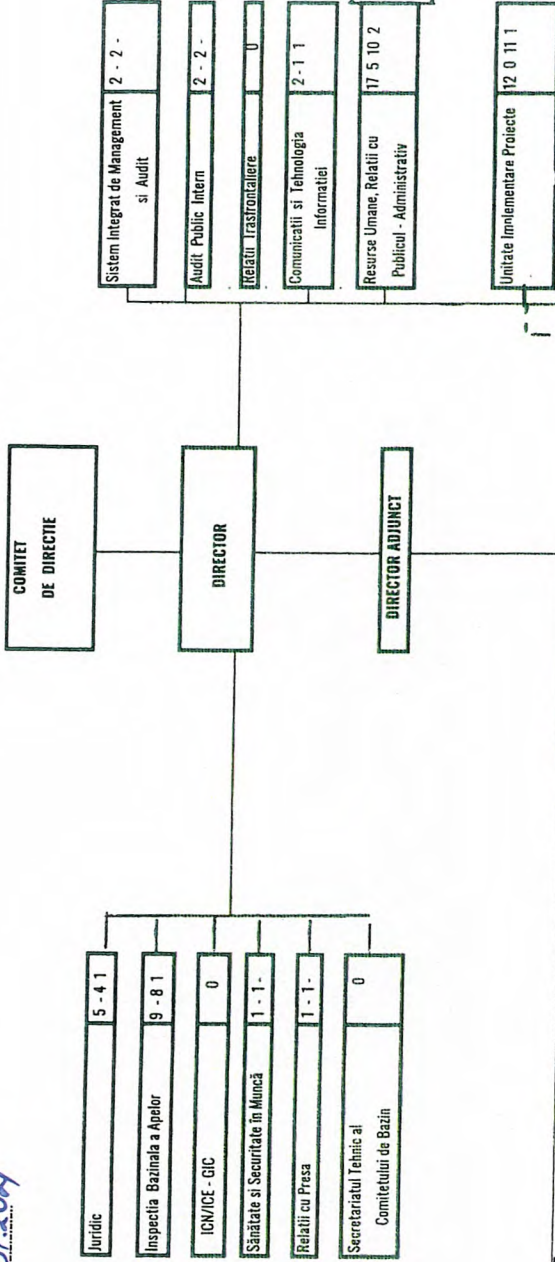 COMITET
DE DIRECTIE
DIRECTOR
DIRECTOR ADJUNCT
Juridic
5 - 4 1
Inspectia Bazinala a Apelor
9 - 8 1
ICN/ICE - GIC
0
Sănătate si Securitate în Muncă
1 - 1 -
Relatii cu Presa
1 - 1 -
Secretariatul Tehnic al
Comitetului de Bazin
0
Sistem Integrat de Management
si Audit
2 - 2 -
Audit Public Intern
2 - 2 -
Relatii Trasfrontaliere
0
Comunicatii si Tehnologia
Informatiei
2 - 1 1
Resurse Umane, Relatii cu
Publicul - Administrativ
17 5 10 2
Unitate Implementare Proiecte
12 0 11 1